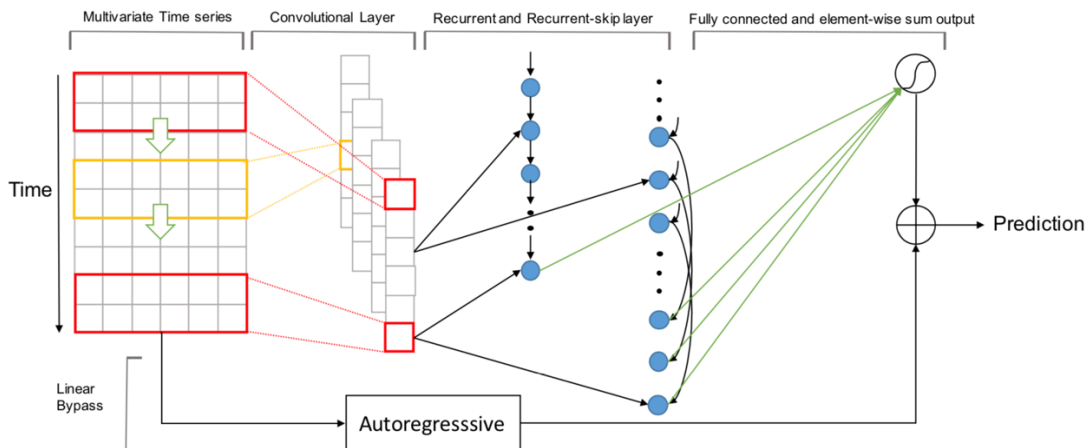 Multivariate Time series
Convolutional Layer
Recurrent and Recurrent-skip layer
Fully connected and element-wise sum output
Time
Prediction
Linear
Bypass
Autoregresssive